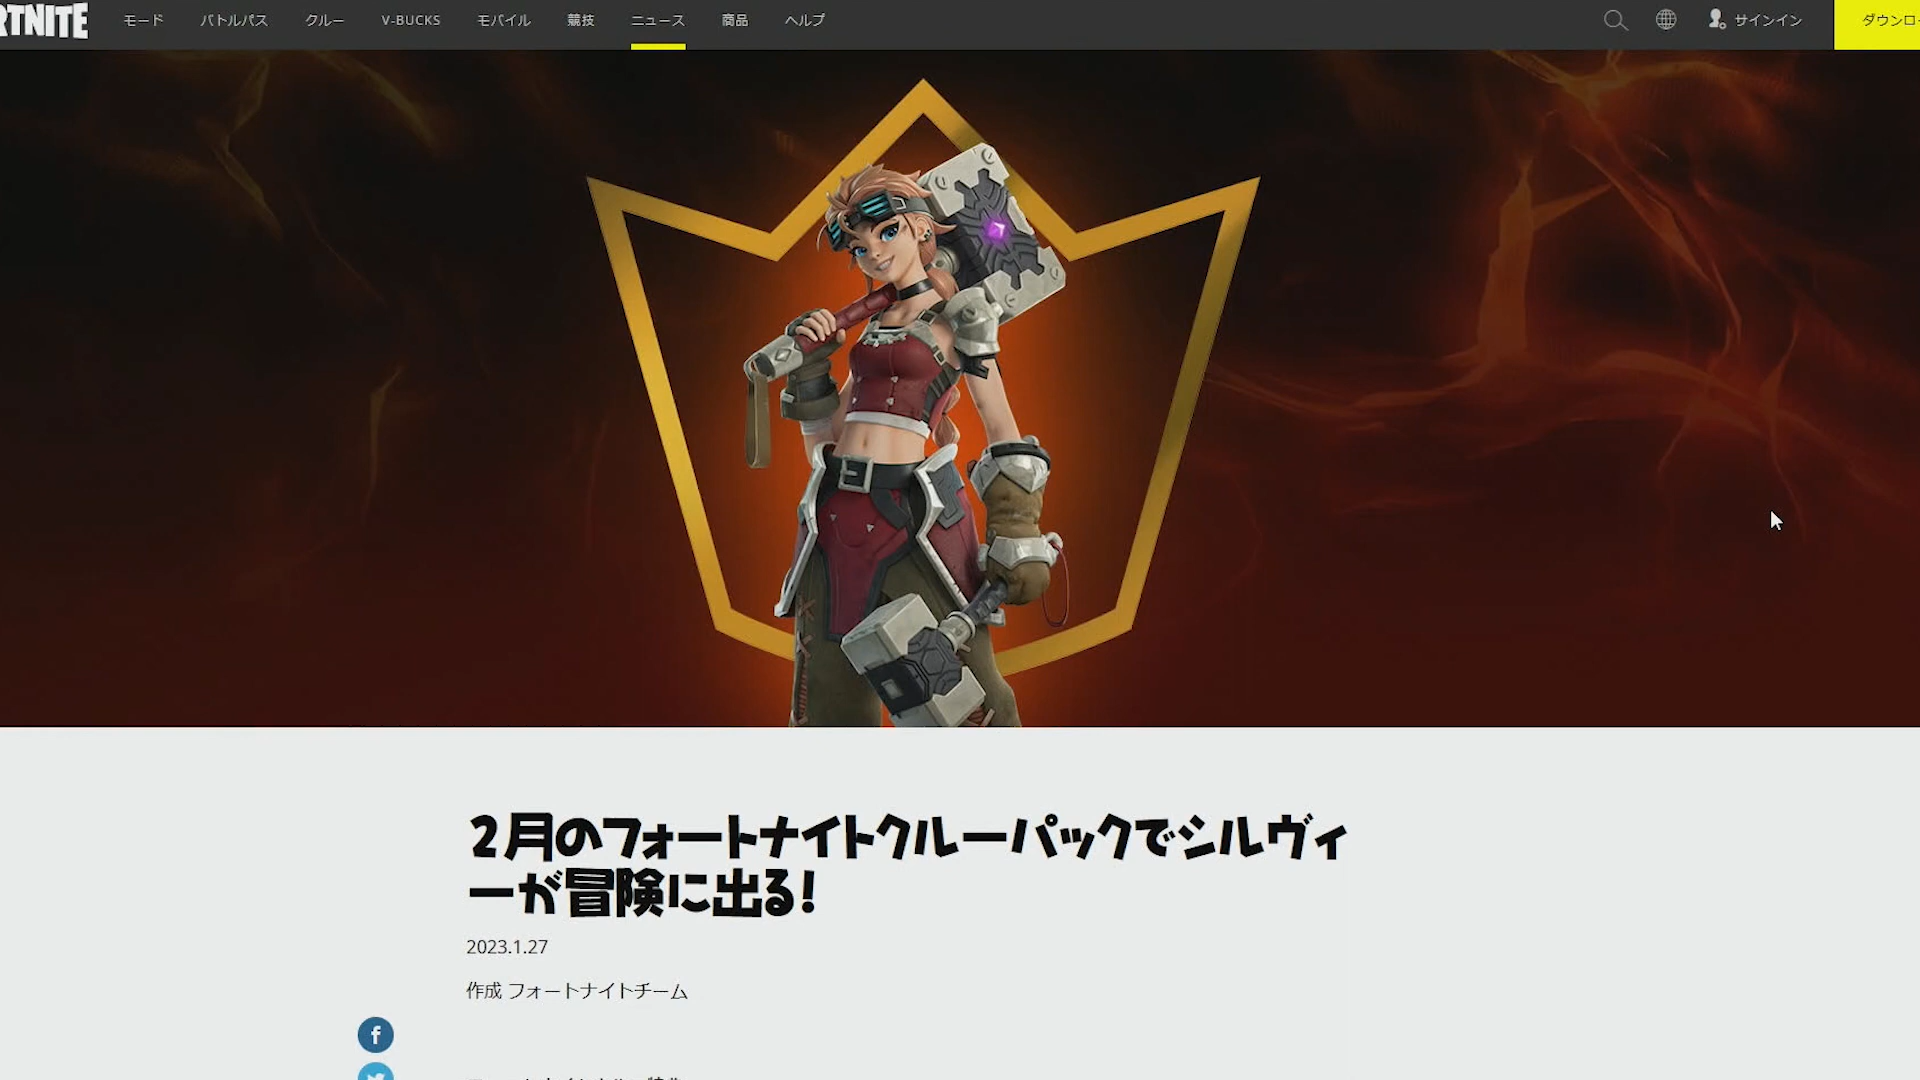 RTNITE
モード
バトルパス
クルー
V-BUCKS
モバイル
競技
ニュース
商品
ヘルプ
サインイン
ダウンロー
2月のフォートナイトクルーパックでシルヴィ
ーが冒険に出る!
2023.1.27
作成 フォートナイトチーム